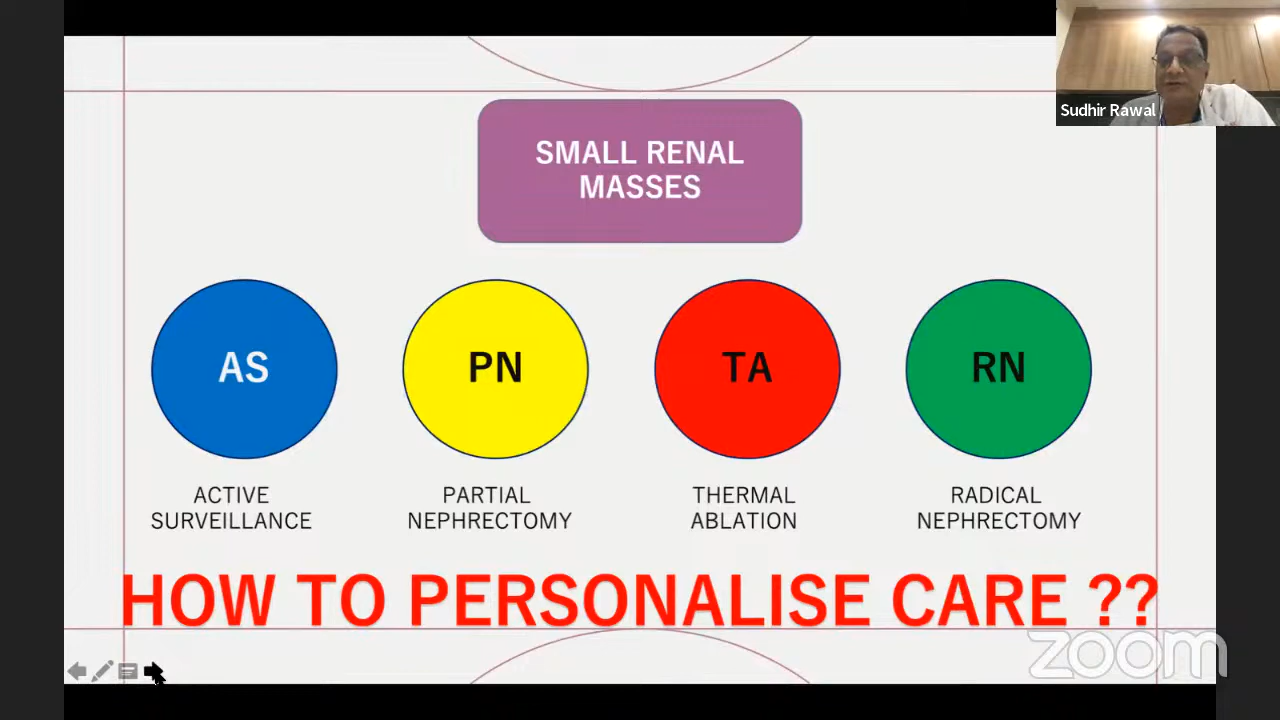 Sudhir Rawal
SMALL RENAL
MASSES
AS
PN
TA
RN
ACTIVE
SURVEILLANCE
PARTIAL
NEPHRECTOMY
THERMAL
ABLATION
RADICAL
NEPHRECTOMY
HOW TO PERSONALISE CARE ??
zoom